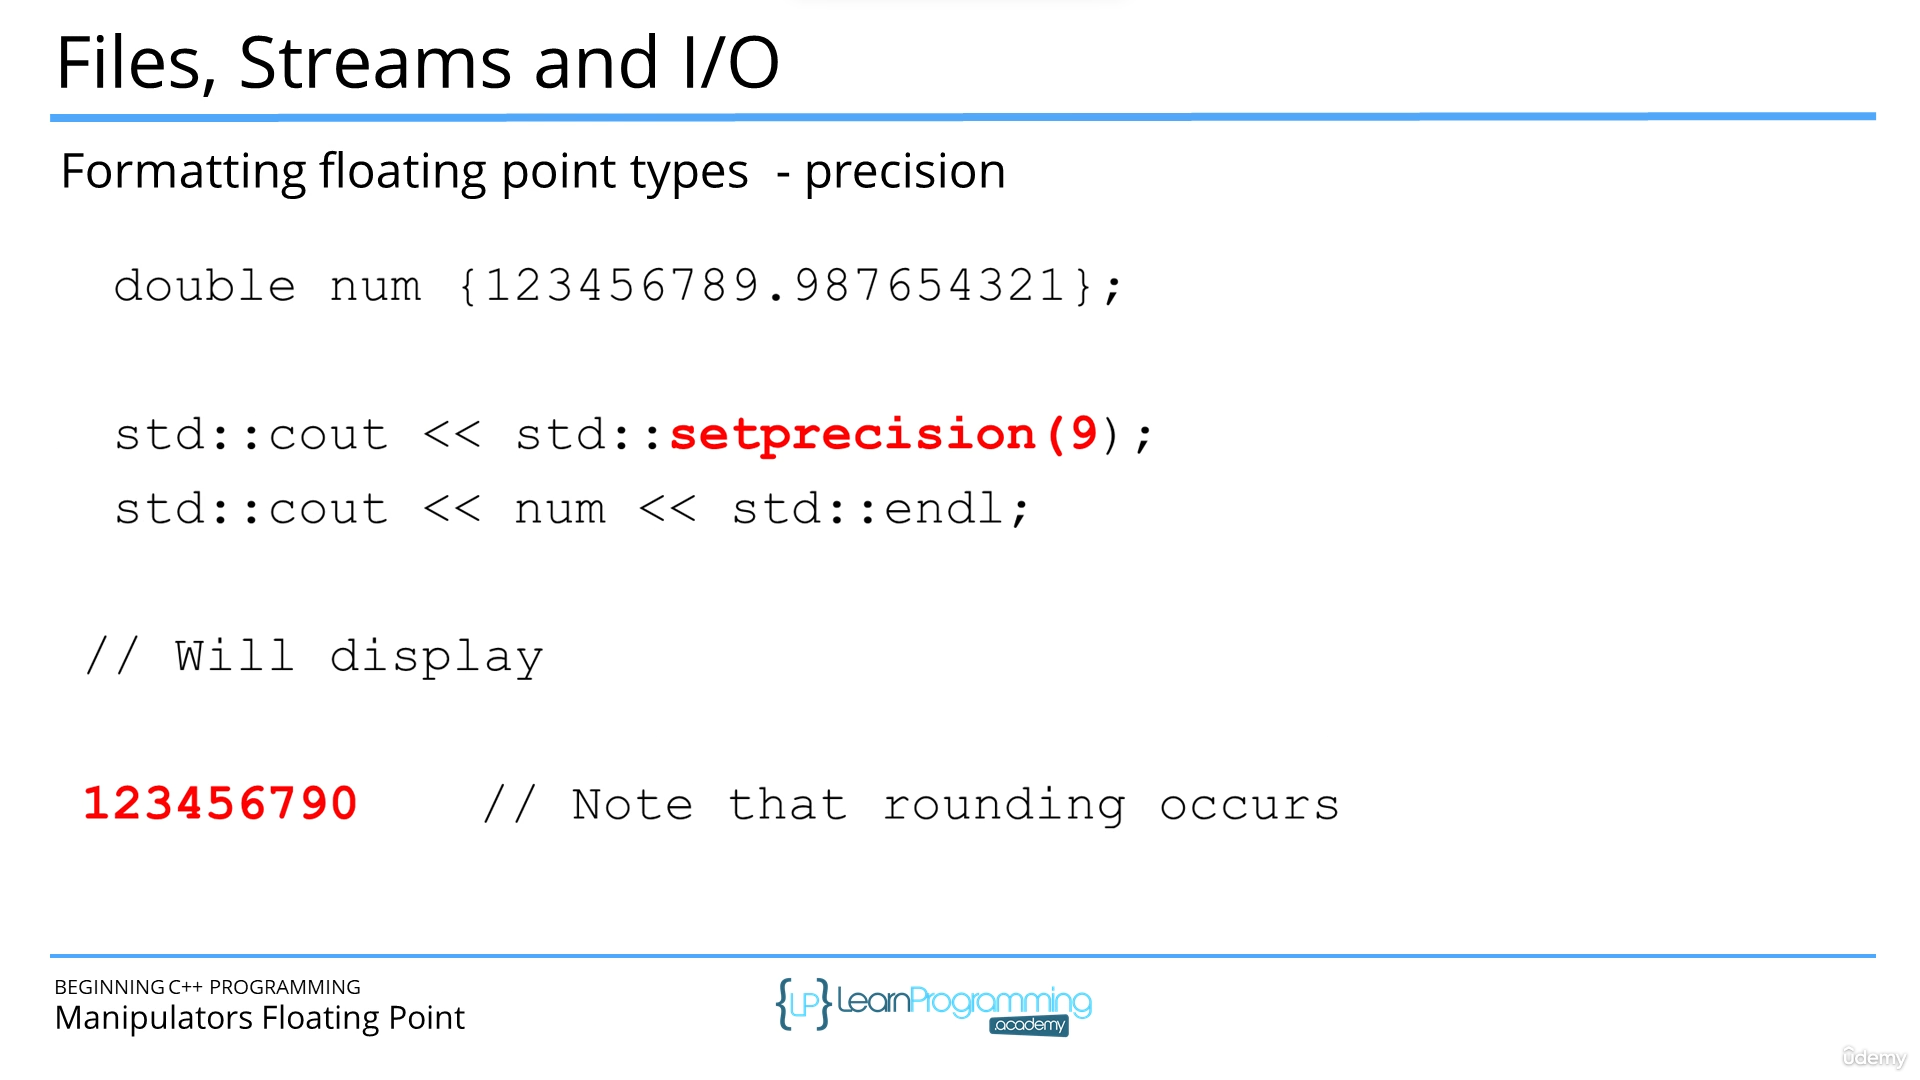 Files, Streams and I/O
Formatting floating point types - precision
double num {123456789.987654321};
std::cout << std::setprecision(9);
std::cout << num << std::endl;
// Will display
123456790 // Note that rounding occurs
BEGINNING C++ PROGRAMMING
Manipulators Floating Point
{LP} LearnProgramming
.academy
ûdemy